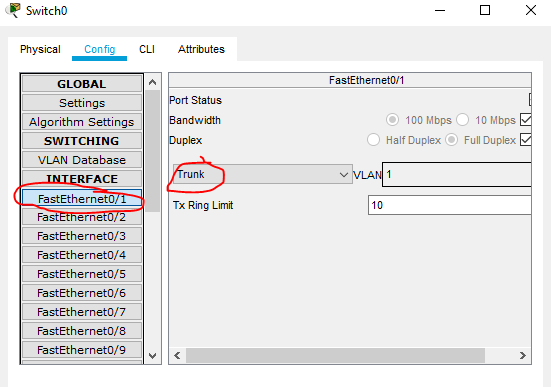 Switch0
Physical Config CLI Attributes
GLOBAL
Settings
Algorithm Settings
SWITCHING
VLAN Database
INTERFACE
FastEthernet0/1
FastEthernet0/2
FastEthernet0/3
FastEthernet0/4
FastEthernet0/5
FastEthernet0/6
FastEthernet0/7
FastEthernet0/8
FastEthernet0/9
FastEthernet0/1
Port Status
Bandwidth 100 Mbps 10 Mbps
Duplex Half Duplex Full Duplex
Trunk VLAN 1
Tx Ring Limit 10